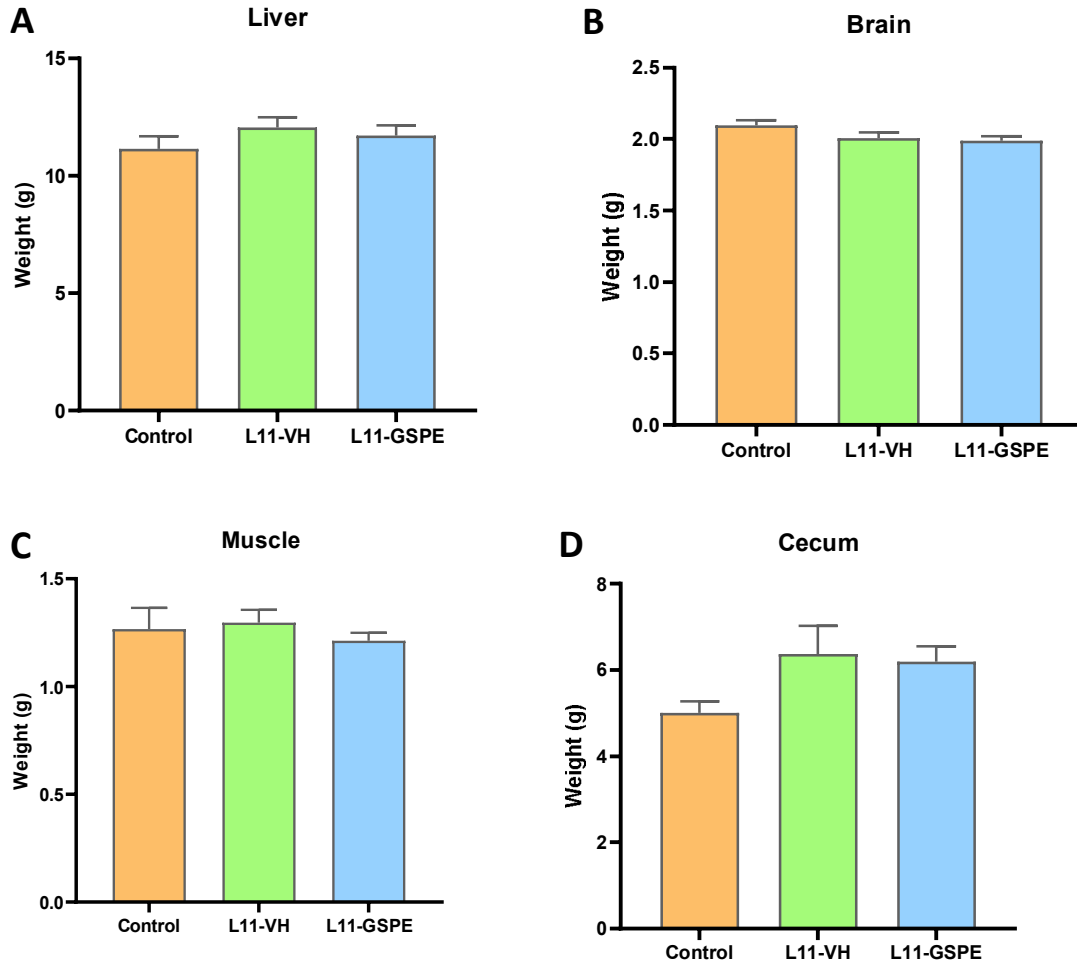 A
Liver
Weight (g)
15
10
5
0
Control L11-VH L11-GSPE
B
Brain
Weight (g)
2.5
2.0
1.5
1.0
0.5
0.0
Control L11-VH L11-GSPE
C
Muscle
Weight (g)
1.5
1.0
0.5
0.0
Control L11-VH L11-GSPE
D
Cecum
Weight (g)
8
6
4
2
0
Control L11-VH L11-GSPE